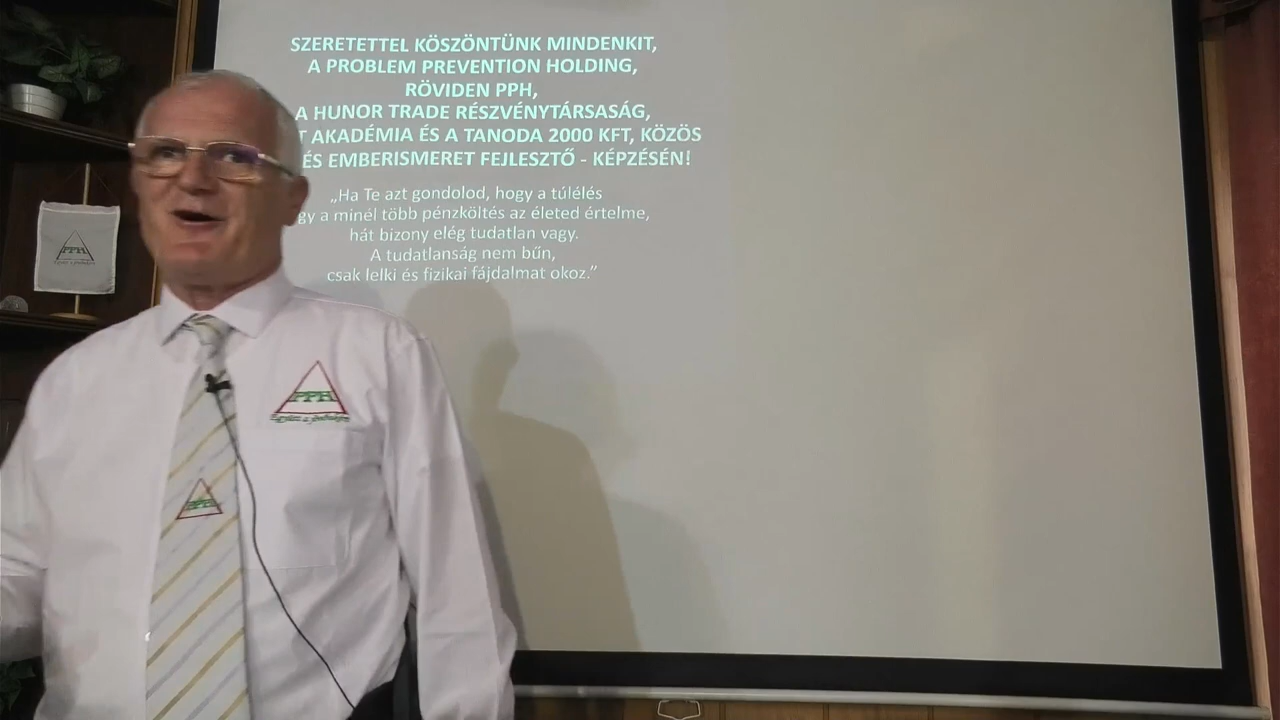 SZERETETTEL KÖSZÖNTÜNK MINDENKIT,
A PROBLEM PREVENTION HOLDING,
RÖVIDEN PPH,
A HUNOR TRADE RÉSZVÉNYTÁRSASÁG,
T AKADÉMIA ÉS A TANODA 2000 KFT, KÖZÖS
ÉS EMBERISMERET FEJLESZTŐ - KÉPZÉSÉN!
„Ha Te azt gondolod, hogy a túlélés
gy a minél több pénzköltés az életed értelme,
hát bizony elég tudatlan vagy.
A tudatlanság nem bűn,
csak lelki és fizikai fájdalmat okoz.”
PPH
PPH
PPH